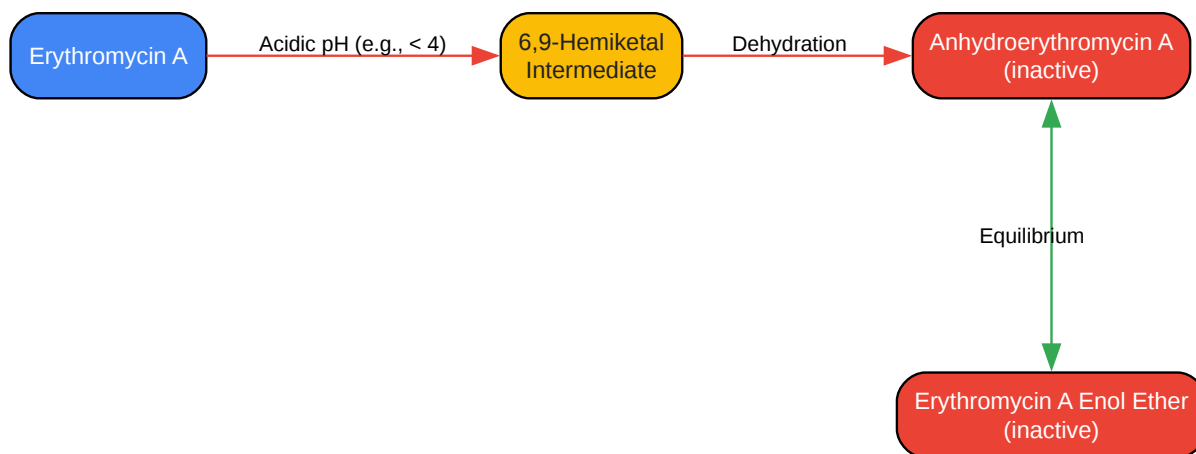 Erythromycin A
Acidic pH (e.g., < 4)
6,9-Hemiketal
Intermediate
Dehydration
Anhydroerythromycin A
(inactive)
Equilibrium
Erythromycin A Enol Ether
(inactive)